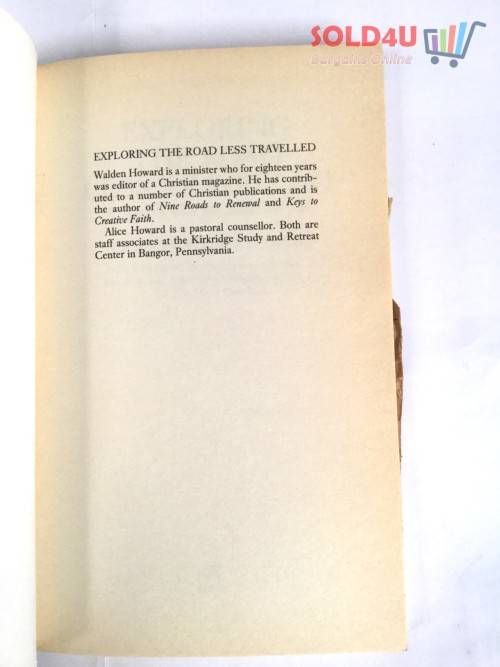 SOLD4U
Bargains Online
EXPLORING THE ROAD LESS TRAVELLED
Walden Howard is a minister who for eighteen years
was editor of a Christian magazine. He has contrib-
uted to a number of Christian publications and is
the author of Nine Roads to Renewal and Keys to
Creative Faith.
Alice Howard is a pastoral counsellor. Both are
staff associates at the Kirkridge Study and Retreat
Center in Bangor, Pennsylvania.